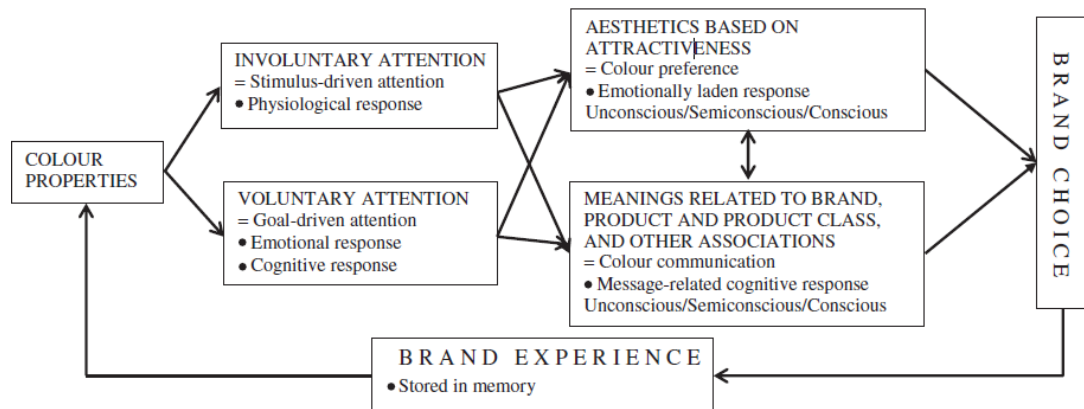 COLOUR
PROPERTIES
INVOLUNTARY ATTENTION
= Stimulus-driven attention
● Physiological response
VOLUNTARY ATTENTION
= Goal-driven attention
● Emotional response
● Cognitive response
AESTHETICS BASED ON
ATTRACTIVENESS
= Colour preference
● Emotionally laden response
Unconscious/Semiconscious/Conscious
MEANINGS RELATED TO BRAND,
PRODUCT AND PRODUCT CLASS,
AND OTHER ASSOCIATIONS
= Colour communication
● Message-related cognitive response
Unconscious/Semiconscious/Conscious
BRAND CHOICE
BRAND EXPERIENCE
● Stored in memory